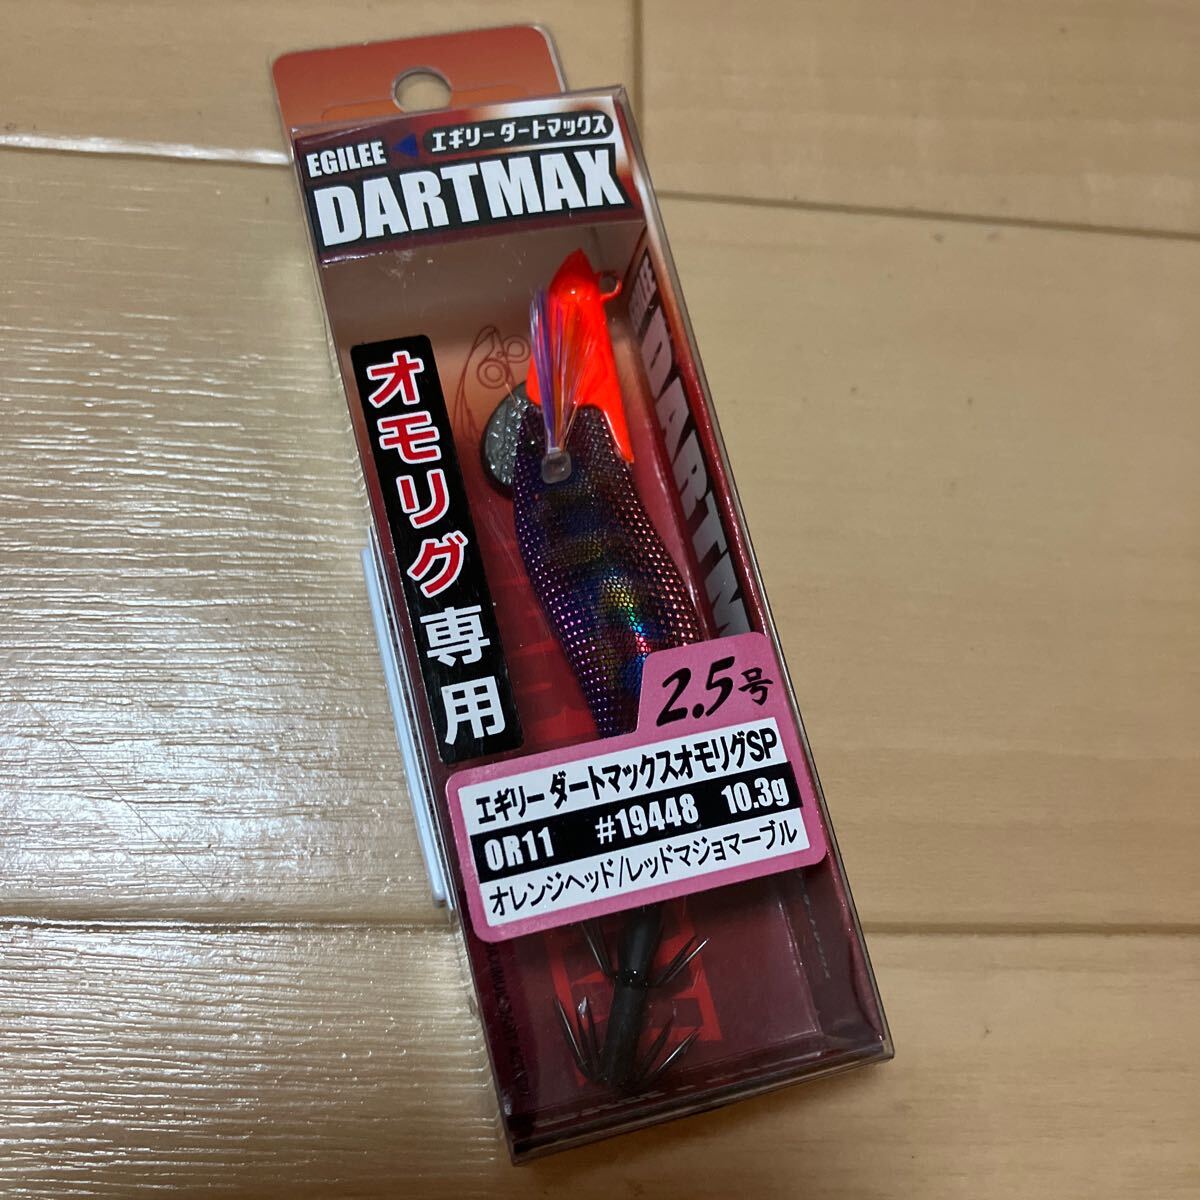 EGILEE
エギリー ダートマックス
DARTMAX
オモリグ専用
EGILEE
DARTM
2.5号
エギリー ダートマックスオモリグSP
OR11 #19448 10.3g
オレンジヘッド/レッドマジョマーブル